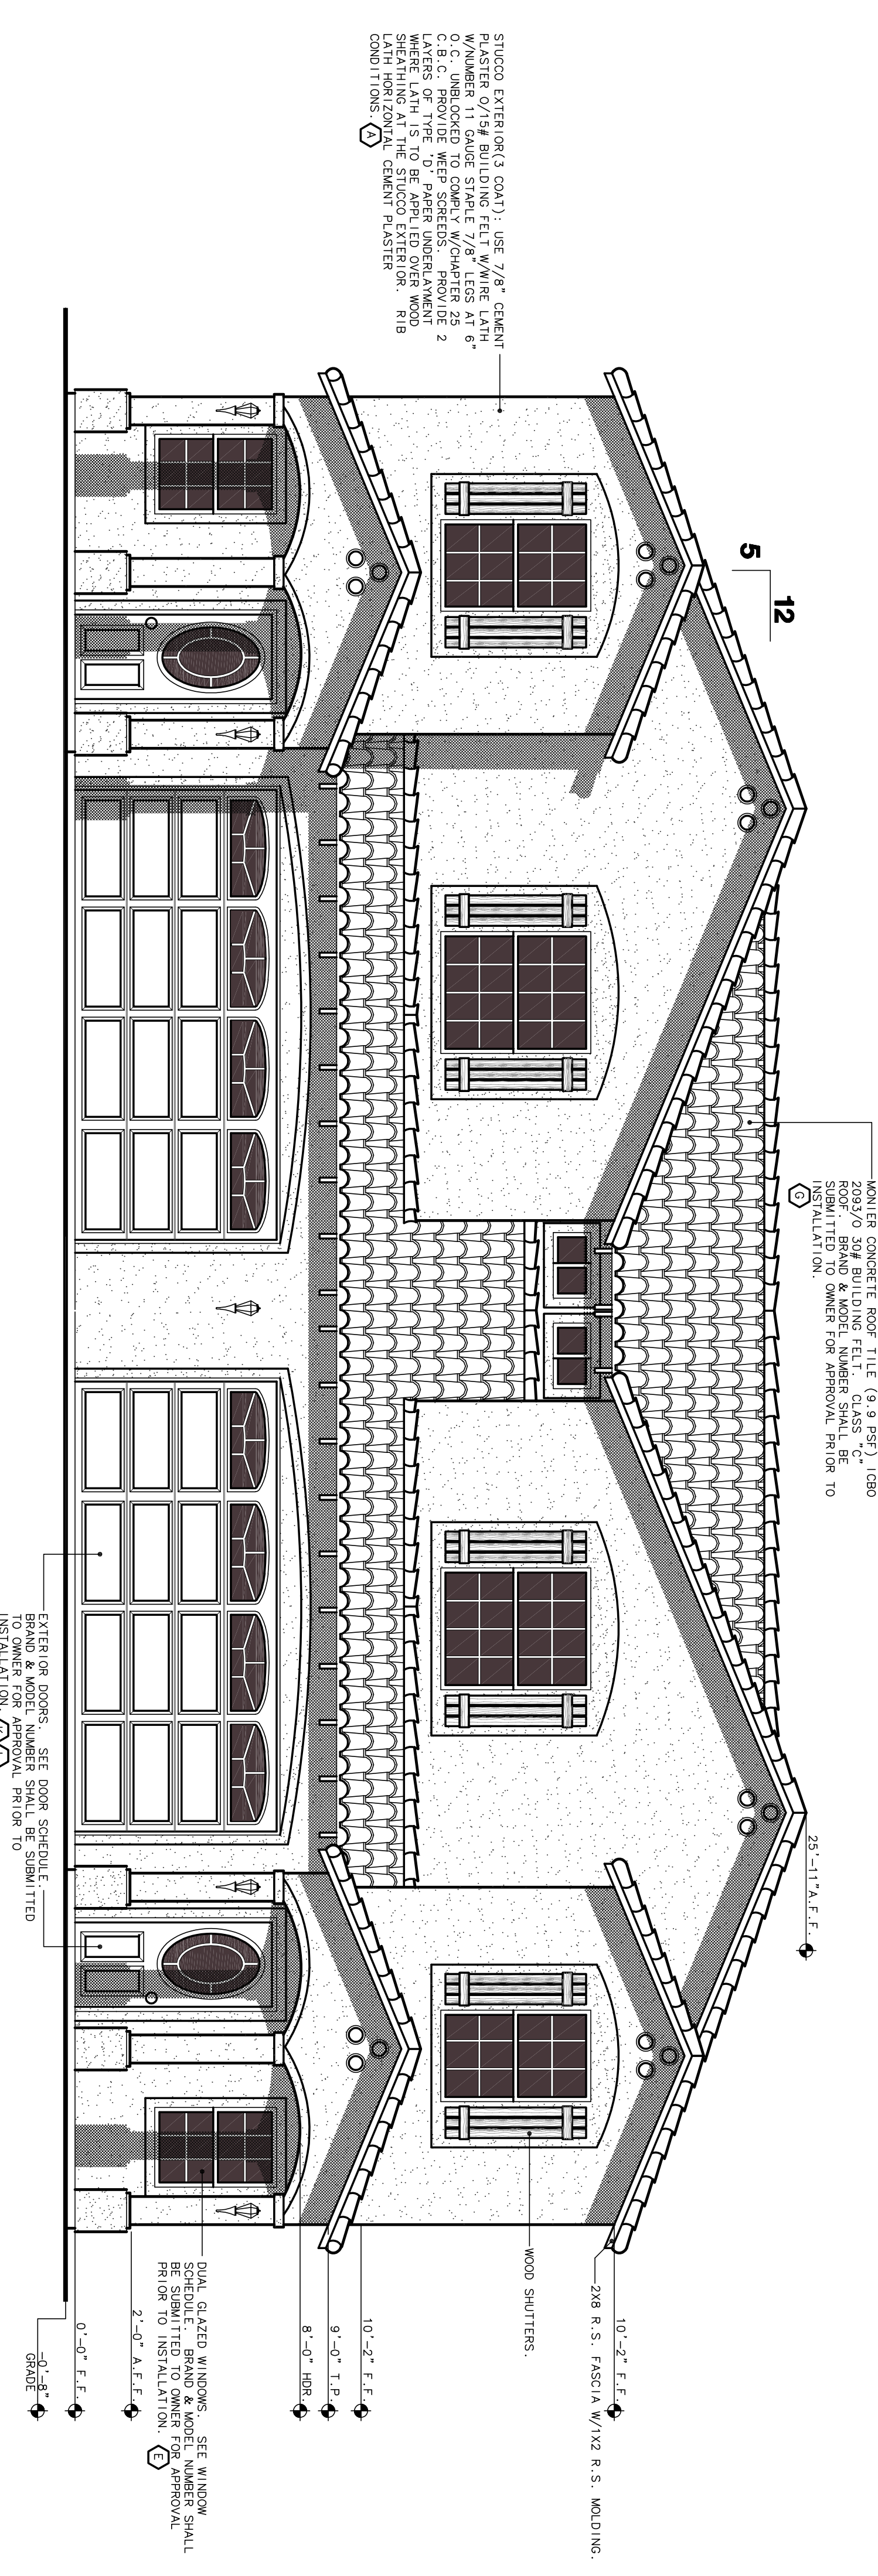 MONIER CONCRETE ROOF TILE (9.9 PSF) ICBO
2093/O 30# BUILDING FELT. CLASS "C"
ROOF. BRAND & MODEL NUMBER SHALL BE
SUBMITTED TO OWNER FOR APPROVAL PRIOR TO
INSTALLATION.
G
12
5
25'-11"A.F.F.
STUCCO EXTERIOR(3 COAT): USE 7/8" CEMENT
PLASTER O/15# BUILDING FELT W/WIRE LATH
W/NUMBER 11 GAUGE STAPLE 7/8" LEGS AT 6"
O.C. UNBLOCKED TO COMPLY W/CHAPTER 25
C.B.C. PROVIDE WEEP SCREEDS. PROVIDE 2
LAYERS OF TYPE 'D' PAPER UNDERLAYMENT
WHERE LATH IS TO BE APPLIED OVER WOOD
SHEATHING AT THE STUCCO EXTERIOR. RIB
LATH HORIZONTAL CEMENT PLASTER
CONDITIONS. A
10'-2" F.F.
2X8 R.S. FASCIA W/1X2 R.S. MOLDING.
WOOD SHUTTERS.
10'-2" F.F.
9'-0" T.P.
8'-0" HDR.
DUAL GLAZED WINDOWS. SEE WINDOW
SCHEDULE. BRAND & MODEL NUMBER SHALL
BE SUBMITTED TO OWNER FOR APPROVAL
PRIOR TO INSTALLATION. E
2'-0" A.F.F.
0'-0" F.F.
-0'-8"
GRADE
EXTERIOR DOORS. SEE DOOR SCHEDULE.
BRAND & MODEL NUMBER SHALL BE SUBMITTED
TO OWNER FOR APPROVAL PRIOR TO
INSTALLATION.